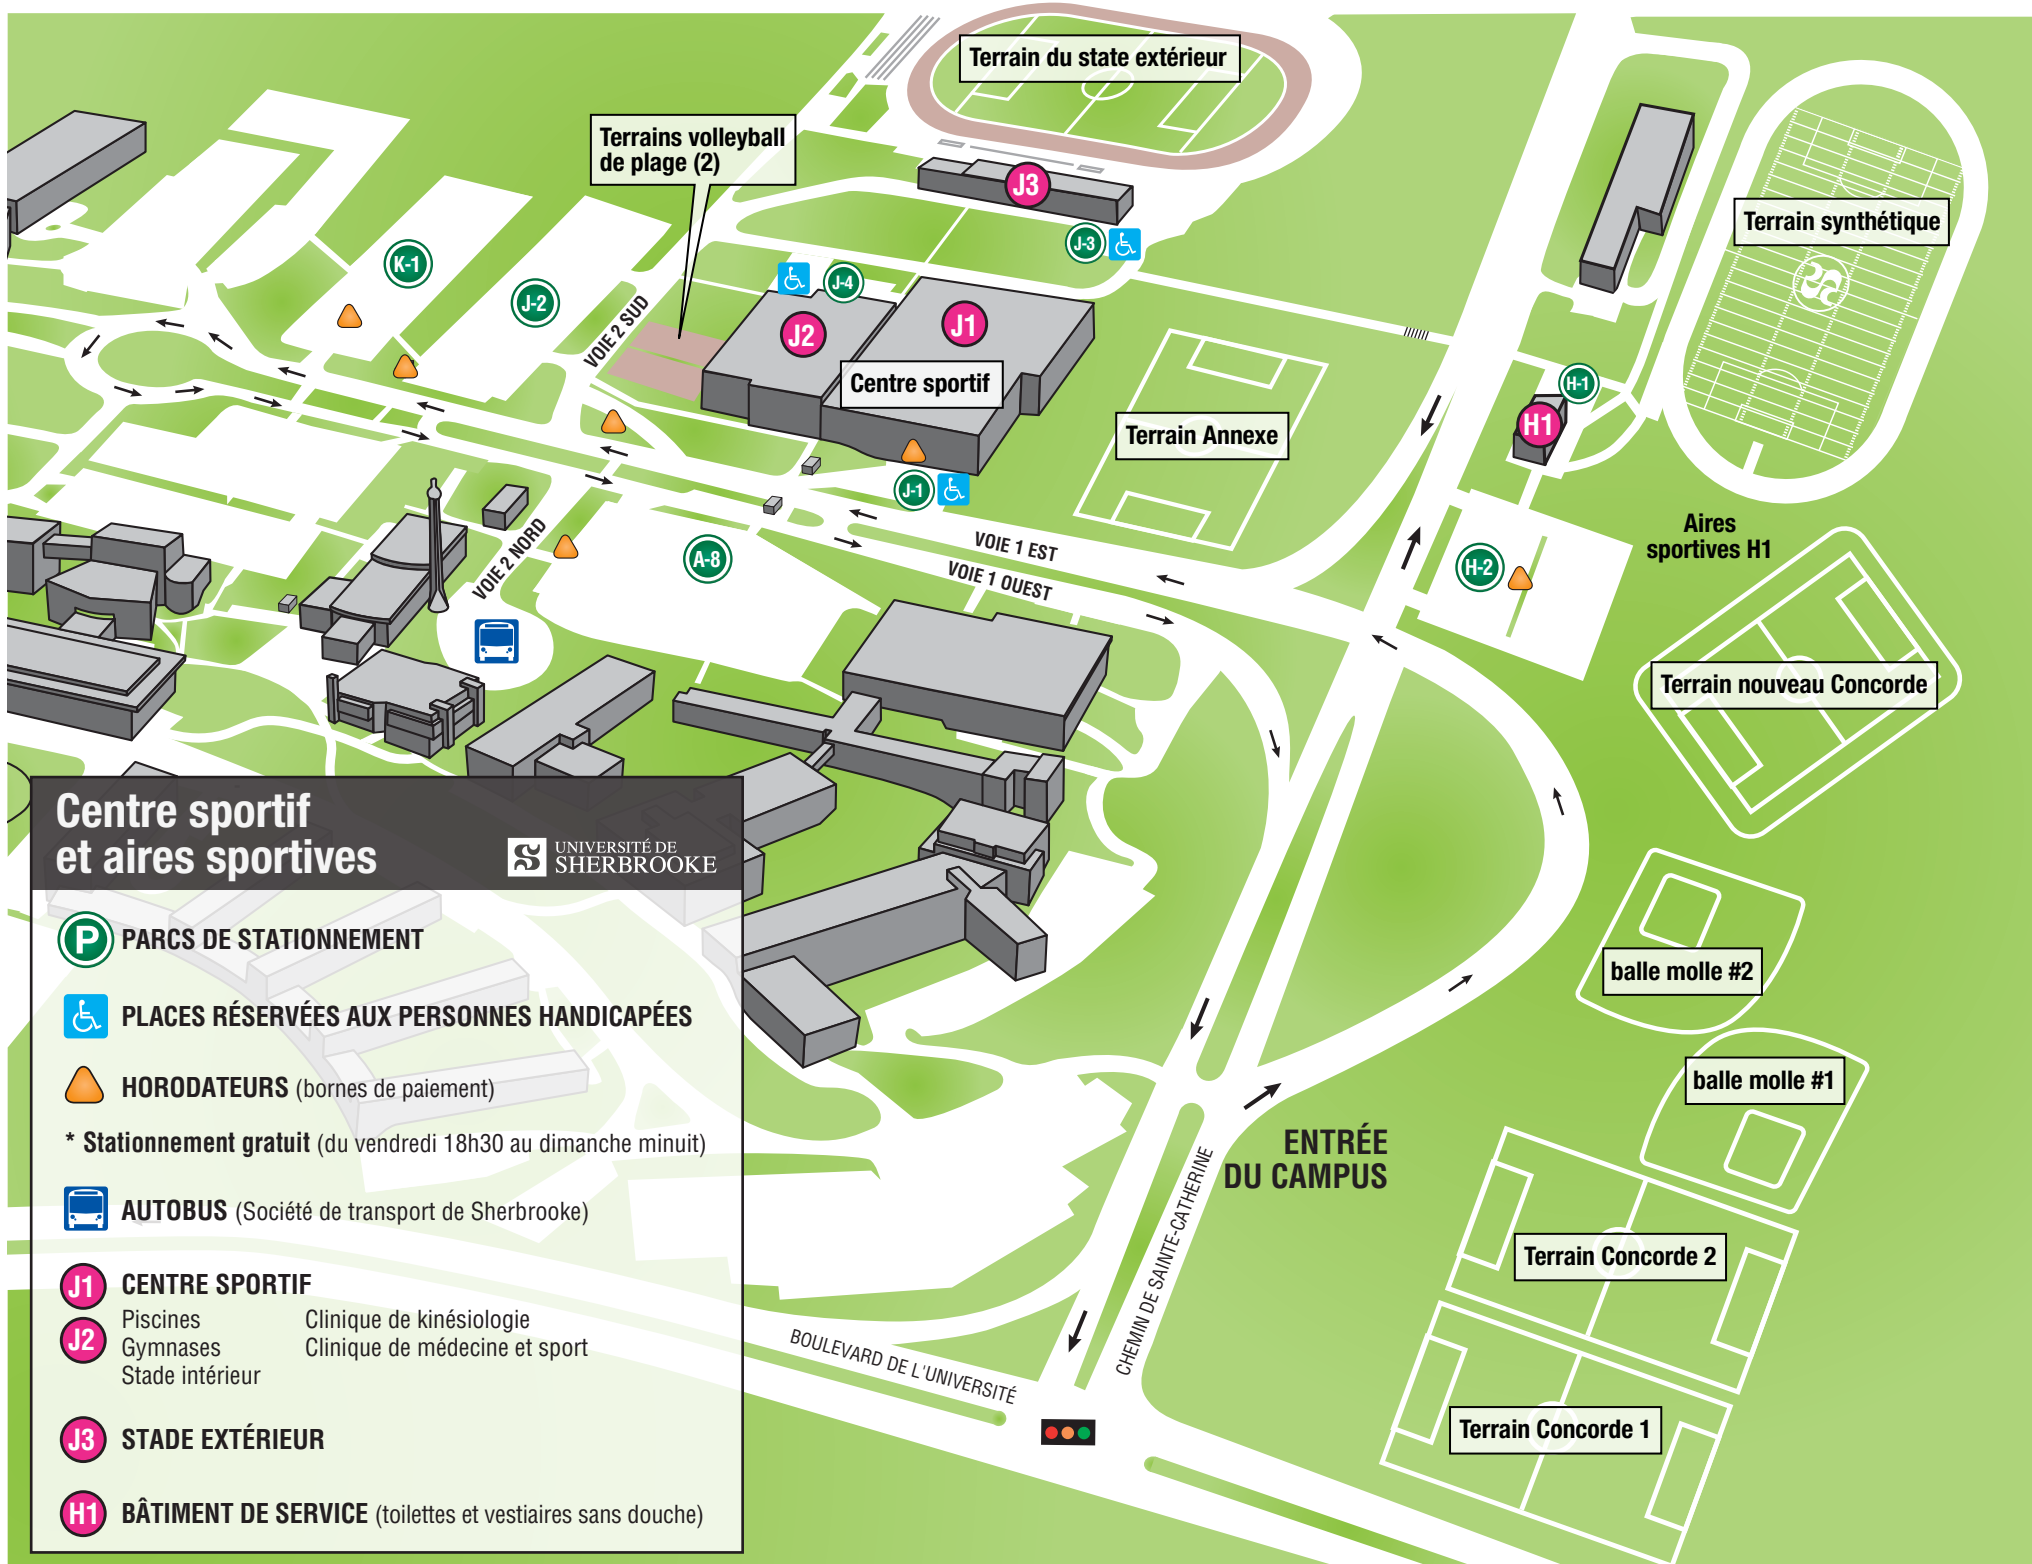 Terrain du state extérieur
Terrains volleyball
de plage (2)
J3
Terrain synthétique
J-3
K-1
J-4
J-2
VOIE 2 SUD
J2
J1
Centre sportif
H-1
H1
Terrain Annexe
J-1
Aires
sportives H1
VOIE 2 NORD
A-8
VOIE 1 EST
VOIE 1 OUEST
H-2
Terrain nouveau Concorde
balle molle #2
balle molle #1
ENTRÉE
DU CAMPUS
CHEMIN DE SAINTE-CATHERINE
Terrain Concorde 2
Terrain Concorde 1
BOULEVARD DE L'UNIVERSITÉ
Centre sportif
et aires sportives
UNIVERSITÉ DE
SHERBROOKE
P PARCS DE STATIONNEMENT
PLACES RÉSERVÉES AUX PERSONNES HANDICAPÉES
HORODATEURS (bornes de paiement)
* Stationnement gratuit (du vendredi 18h30 au dimanche minuit)
AUTOBUS (Société de transport de Sherbrooke)
J1 CENTRE SPORTIF
Piscines Clinique de kinésiologie
J2 Gymnases Clinique de médecine et sport
Stade intérieur
J3 STADE EXTÉRIEUR
H1 BÂTIMENT DE SERVICE (toilettes et vestiaires sans douche)